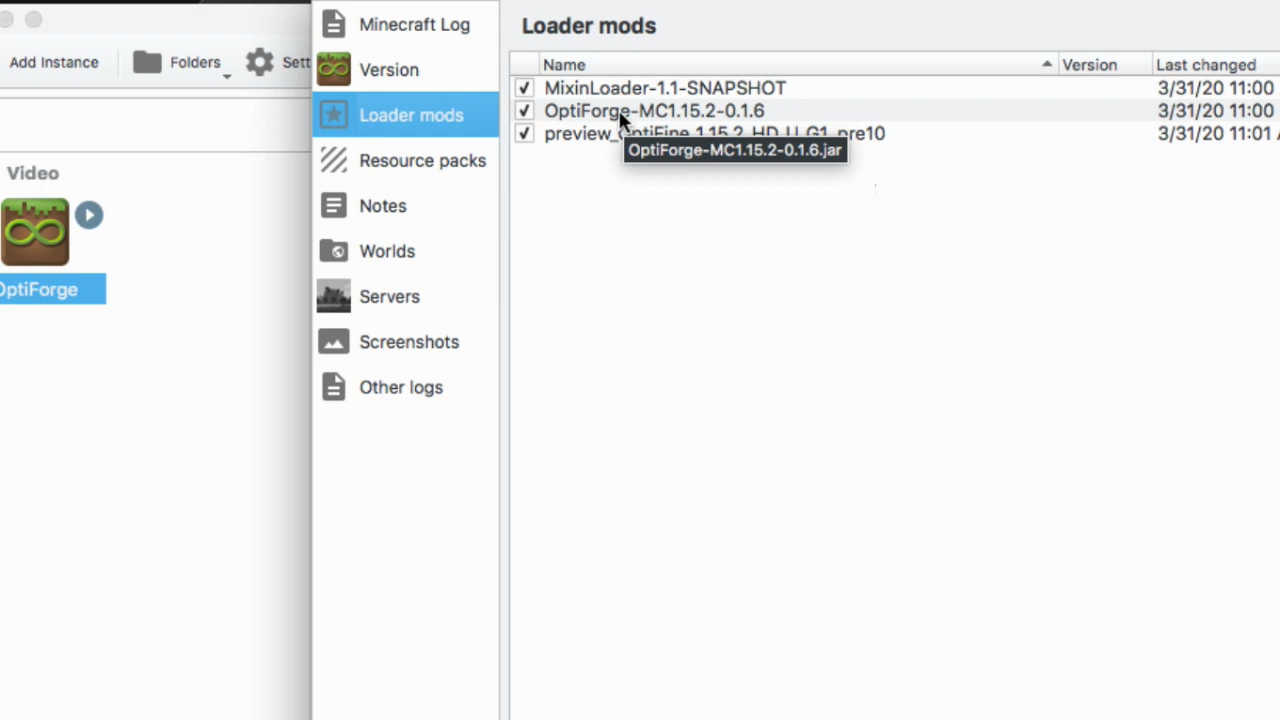 Add Instance
Folders
Sett
Video
OptiForge
Minecraft Log
Version
Loader mods
Resource packs
Notes
Worlds
Servers
Screenshots
Other logs
Loader mods
Name Version Last changed
MixinLoader-1.1-SNAPSHOT 3/31/20 11:00
OptiForge-MC1.15.2-0.1.6 3/31/20 11:00
preview_OptiFine_1.15.2_HD_U_G1_pre10 3/31/20 11:01 A
OptiForge-MC1.15.2-0.1.6.jar